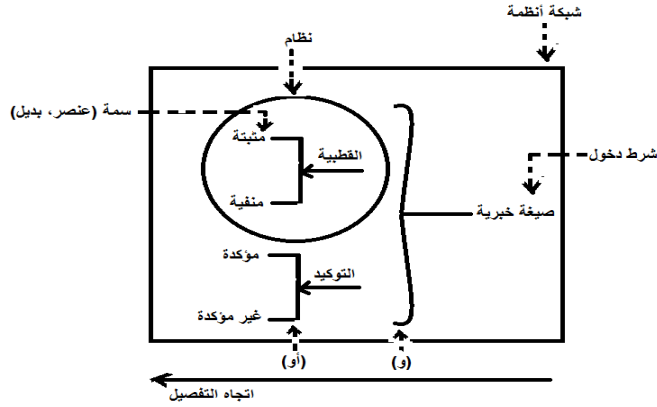 شبكة أنظمة
نظام
سمة (عنصر، بديل)
مثبتة
القطبية
شرط دخول
منفية
صيغة خبرية
مؤكدة
التوكيد
غير مؤكدة
(و)
(أو)
اتجاه التفصيل